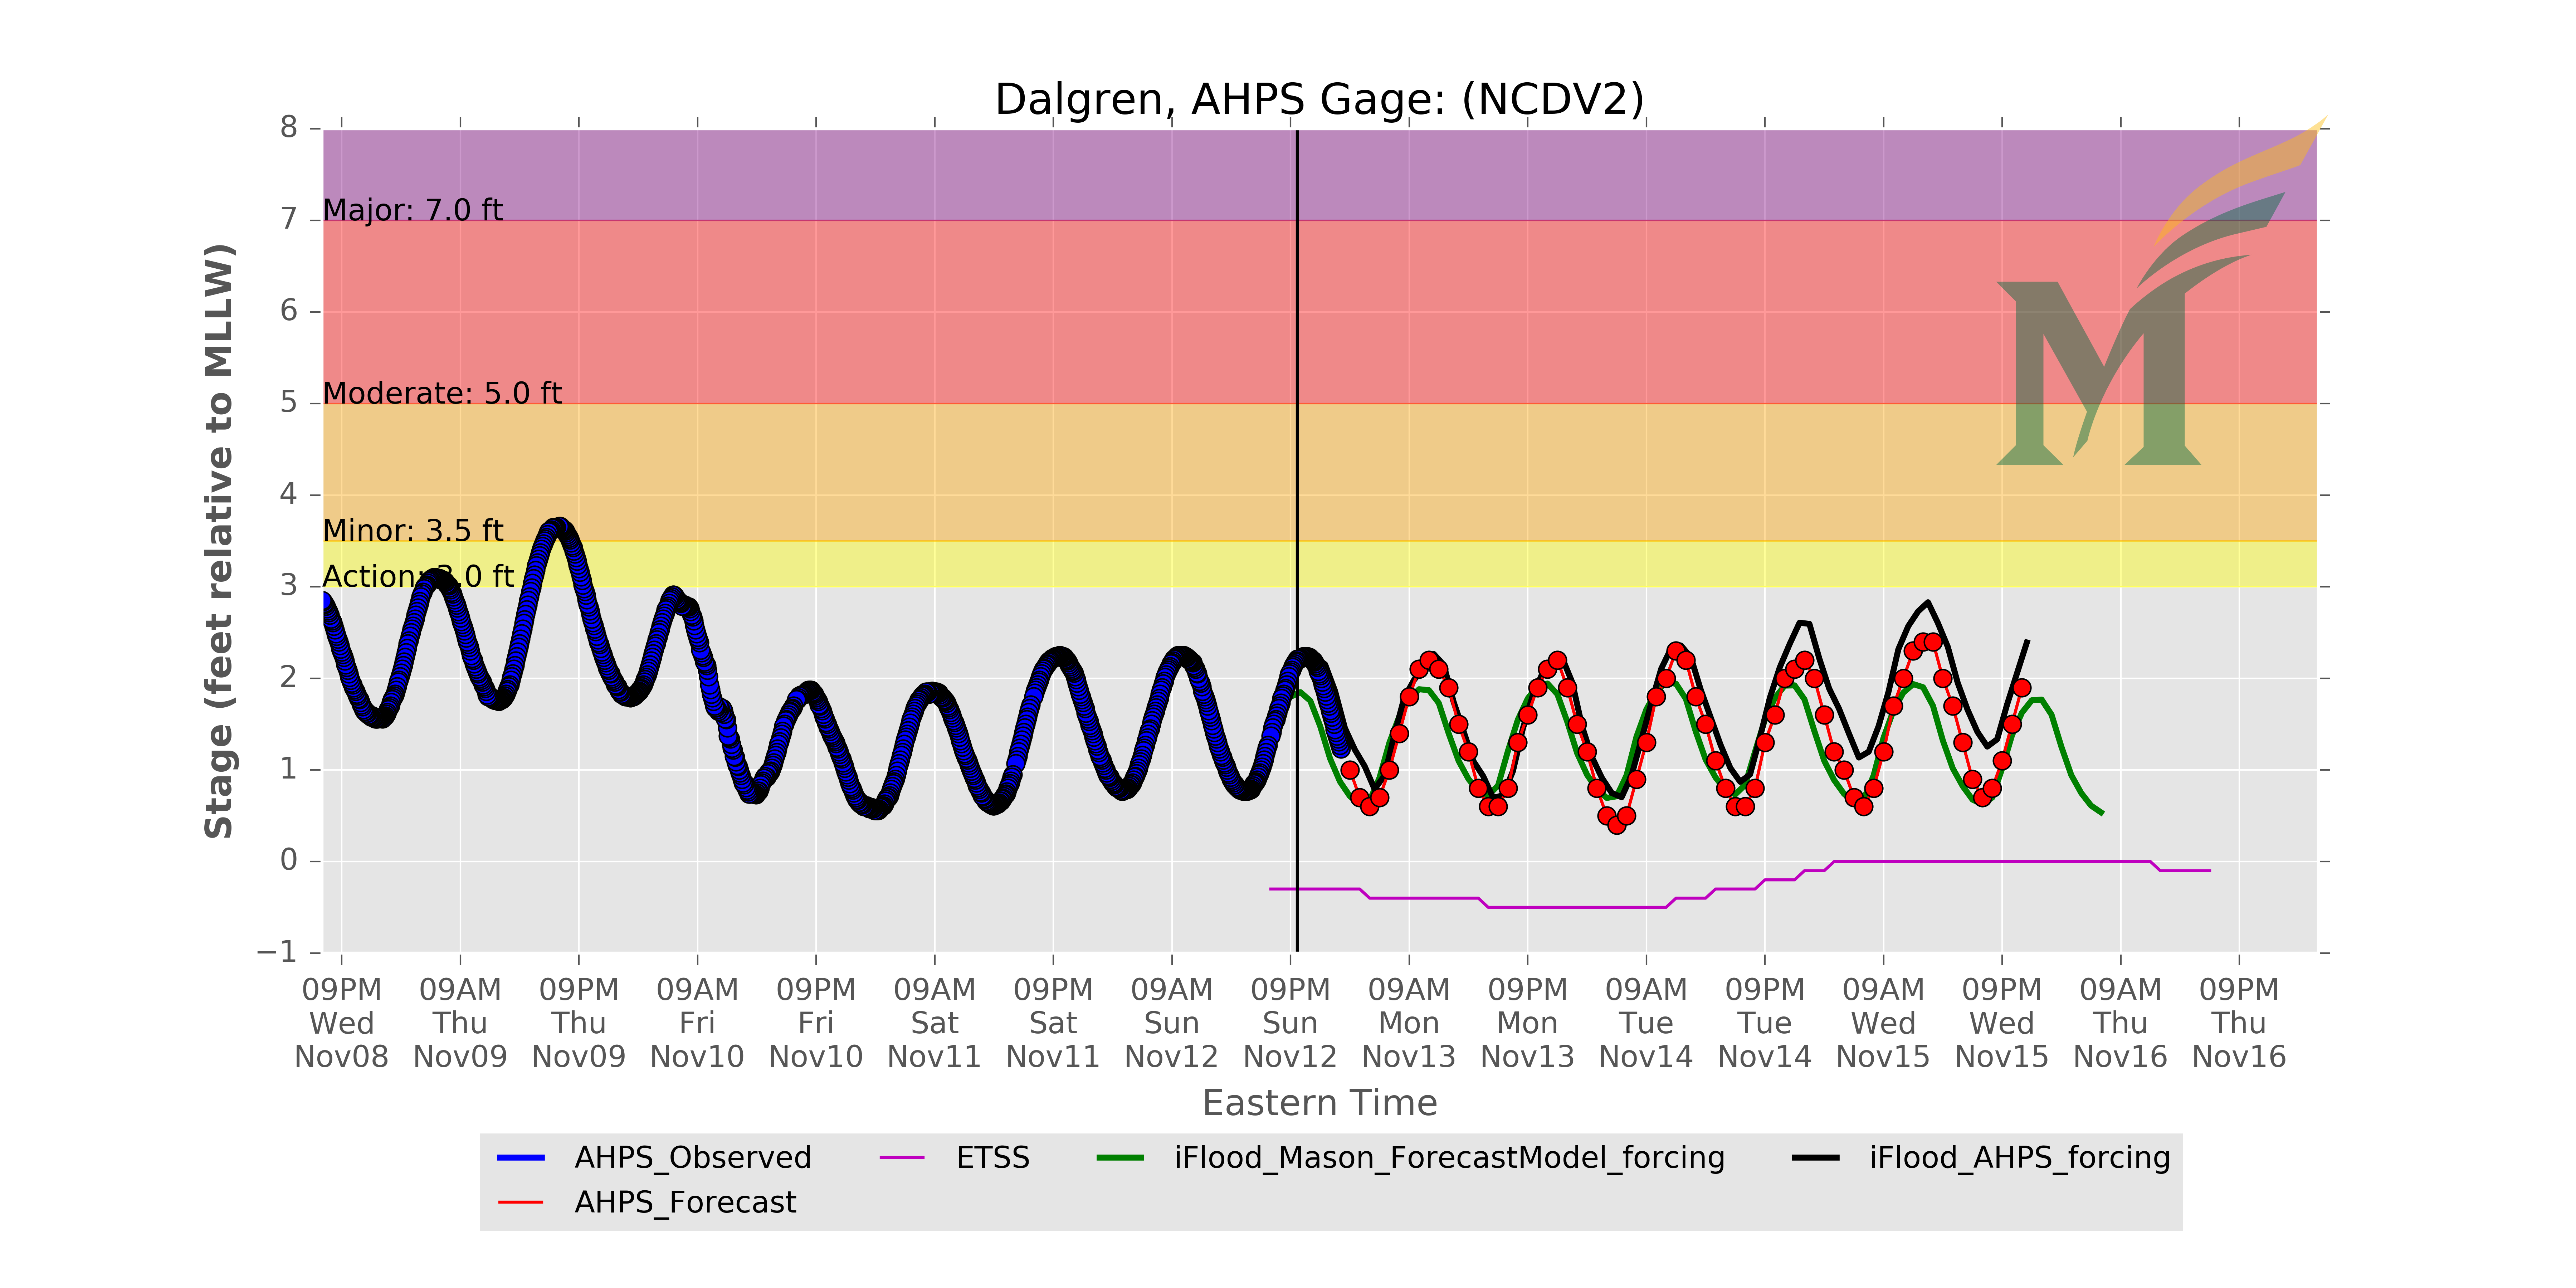 Dalgren, AHPS Gage: (NCDV2)
8
7
6
5
4
3
2
1
0
−1
Stage (feet relative to MLLW)
Major: 7.0 ft
Moderate: 5.0 ft
Minor: 3.5 ft
Action: 3.0 ft
M
09PM 09AM 09PM 09AM 09PM 09AM 09PM 09AM 09PM 09AM 09PM 09AM 09PM 09AM 09PM 09AM 09PM
Wed Thu Thu Fri Fri Sat Sat Sun Sun Mon Mon Tue Tue Wed Wed Thu Thu
Nov08 Nov09 Nov09 Nov10 Nov10 Nov11 Nov11 Nov12 Nov12 Nov13 Nov13 Nov14 Nov14 Nov15 Nov15 Nov16 Nov16
Eastern Time
AHPS_Observed ETSS iFlood_Mason_ForecastModel_forcing iFlood_AHPS_forcing
AHPS_Forecast